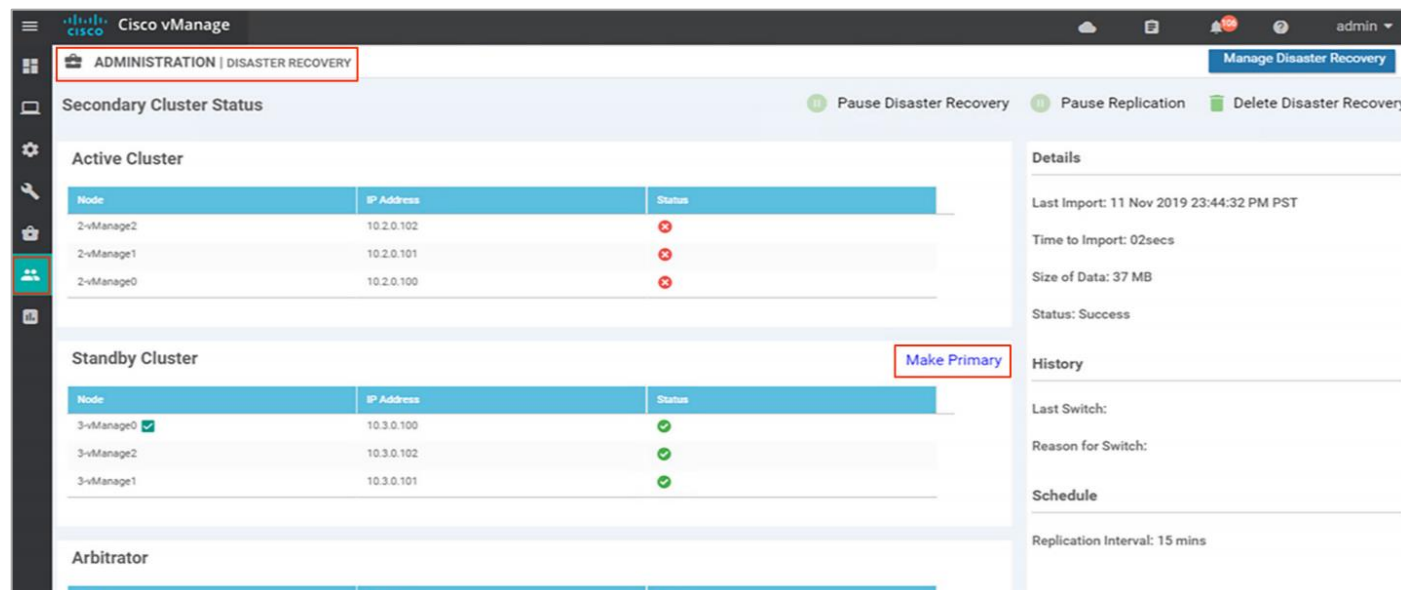 cisco Cisco vManage
106
admin
ADMINISTRATION | DISASTER RECOVERY
Manage Disaster Recovery
Secondary Cluster Status
Pause Disaster Recovery
Pause Replication
Delete Disaster Recovery
Active Cluster
Node IP Address Status
2-vManage2 10.2.0.102
2-vManage1 10.2.0.101
2-vManage0 10.2.0.100
Standby Cluster
Make Primary
Node IP Address Status
3-vManage0 10.3.0.100
3-vManage2 10.3.0.102
3-vManage1 10.3.0.101
Arbitrator
Details
Last Import: 11 Nov 2019 23:44:32 PM PST
Time to Import: 02secs
Size of Data: 37 MB
Status: Success
History
Last Switch:
Reason for Switch:
Schedule
Replication Interval: 15 mins